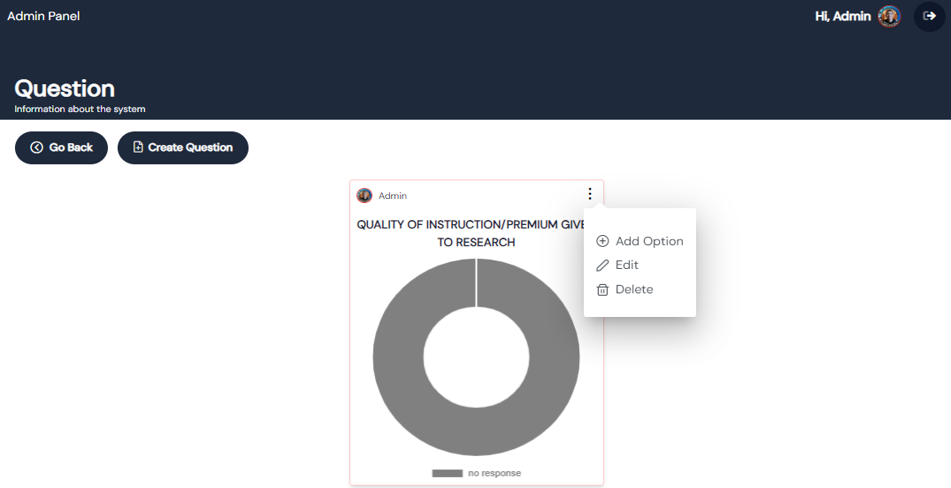 Admin Panel
Hi, Admin
Question
Information about the system
Go Back
Create Question
Admin
QUALITY OF INSTRUCTION/PREMIUM GIVE
TO RESEARCH
Add Option
Edit
Delete
no response